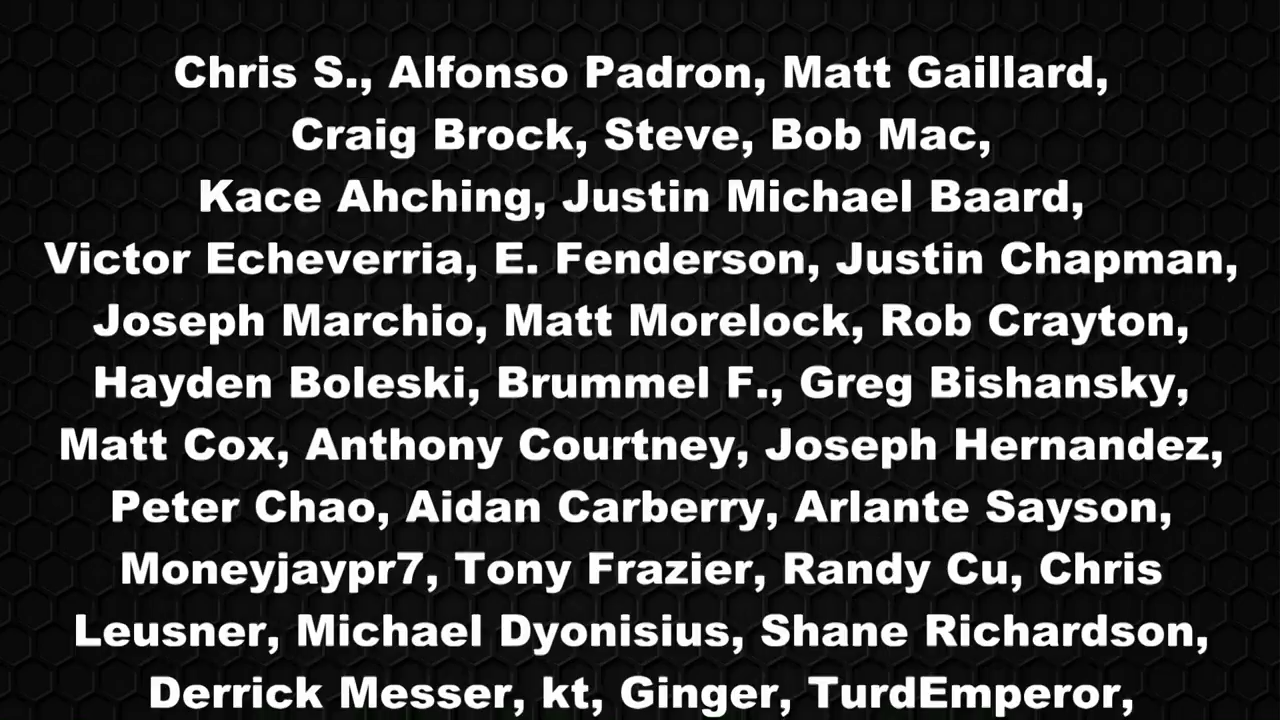 Chris S., Alfonso Padron, Matt Gaillard,
Craig Brock, Steve, Bob Mac,
Kace Ahching, Justin Michael Baard,
Victor Echeverria, E. Fenderson, Justin Chapman,
Joseph Marchio, Matt Morelock, Rob Crayton,
Hayden Boleski, Brummel F., Greg Bishansky,
Matt Cox, Anthony Courtney, Joseph Hernandez,
Peter Chao, Aidan Carberry, Arlante Sayson,
Moneyjaypr7, Tony Frazier, Randy Cu, Chris
Leusner, Michael Dyonisius, Shane Richardson,
Derrick Messer, kt, Ginger, TurdEmperor,